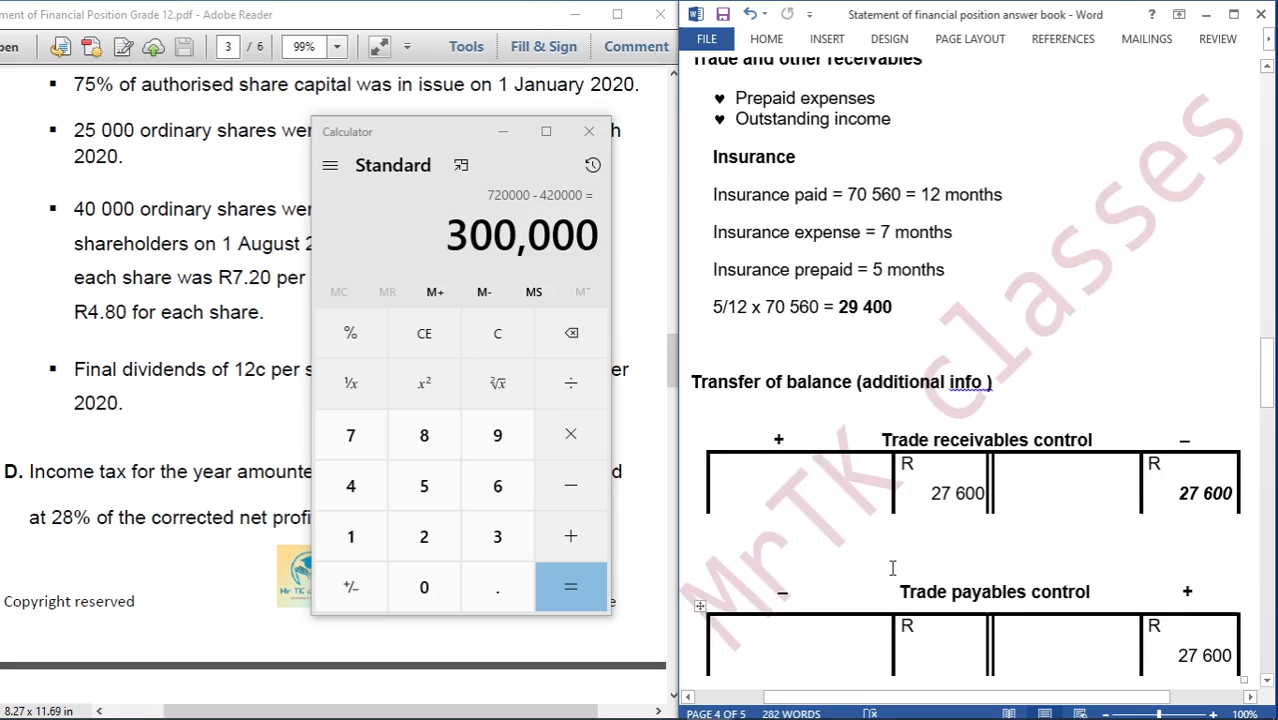 tement of Financial Position Grade 12.pdf - Adobe Reader
pen
3 / 6
99%
Tools
Fill & Sign
Comment
75% of authorised share capital was in issue on 1 January 2020.
25 000 ordinary shares wer
h
2020.
40 000 ordinary shares wer
shareholders on 1 August 2
each share was R7.20 per
R4.80 for each share.
Final dividends of 12c per s
er
2020.
D. Income tax for the year amounte
d
at 28% of the corrected net profi
Mr TK
Copyright reserved
e
8.27 x 11.69 in
Calculator
Standard
720000 - 420000 =
300,000
MC MR M+ M- MS M˅
% CE C
¹/x x² ²√x ÷
7 8 9 ×
4 5 6 −
1 2 3 +
+/− 0 . =
Statement of financial position answer book - Word
FILE HOME INSERT DESIGN PAGE LAYOUT REFERENCES MAILINGS REVIEW
Trade and other receivables
♥ Prepaid expenses
♥ Outstanding income
Insurance
Insurance paid = 70 560 = 12 months
Insurance expense = 7 months
Insurance prepaid = 5 months
5/12 x 70 560 = 29 400
Transfer of balance (additional info )
+ Trade receivables control –
R R
27 600 27 600
– Trade payables control +
R R
27 600
MrTK classes
PAGE 4 OF 5 282 WORDS 100%